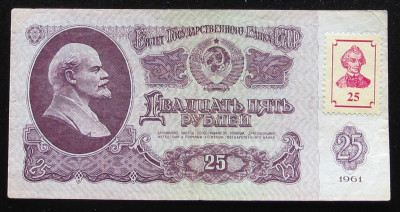 Билет Государственного Банка СССР
Двадцать пять
рублей
25
25
25
1961